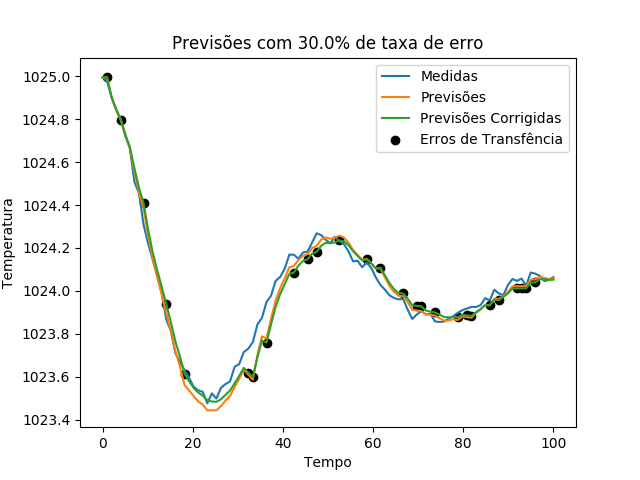 Previsões com 30.0% de taxa de erro
Medidas
Previsões
Previsões Corrigidas
Erros de Transfência
Temperatura
1025.0
1024.8
1024.6
1024.4
1024.2
1024.0
1023.8
1023.6
1023.4
0 20 40 60 80 100
Tempo